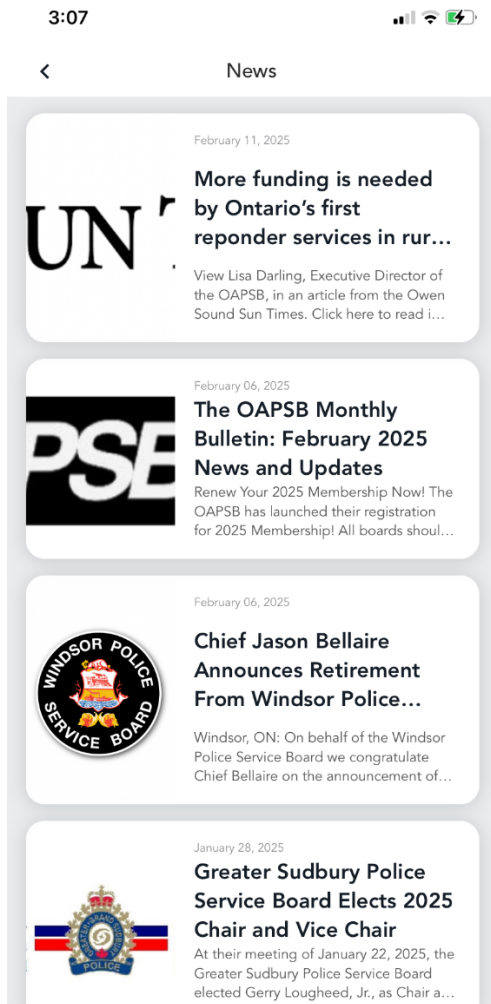 3:07
News
February 11, 2025
More funding is needed
by Ontario’s first
reponder services in rur...
View Lisa Darling, Executive Director of
the OAPSB, in an article from the Owen
Sound Sun Times. Click here to read i...
UN T
February 06, 2025
The OAPSB Monthly
Bulletin: February 2025
News and Updates
Renew Your 2025 Membership Now! The
OAPSB has launched their registration
for 2025 Membership! All boards shoul...
PSB
February 06, 2025
Chief Jason Bellaire
Announces Retirement
From Windsor Police...
Windsor, ON: On behalf of the Windsor
Police Service Board we congratulate
Chief Bellaire on the announcement of...
WINDSOR POLICE
SERVICE BOARD
January 28, 2025
Greater Sudbury Police
Service Board Elects 2025
Chair and Vice Chair
At their meeting of January 22, 2025, the
Greater Sudbury Police Service Board
elected Gerry Lougheed, Jr., as Chair a...
POLICE